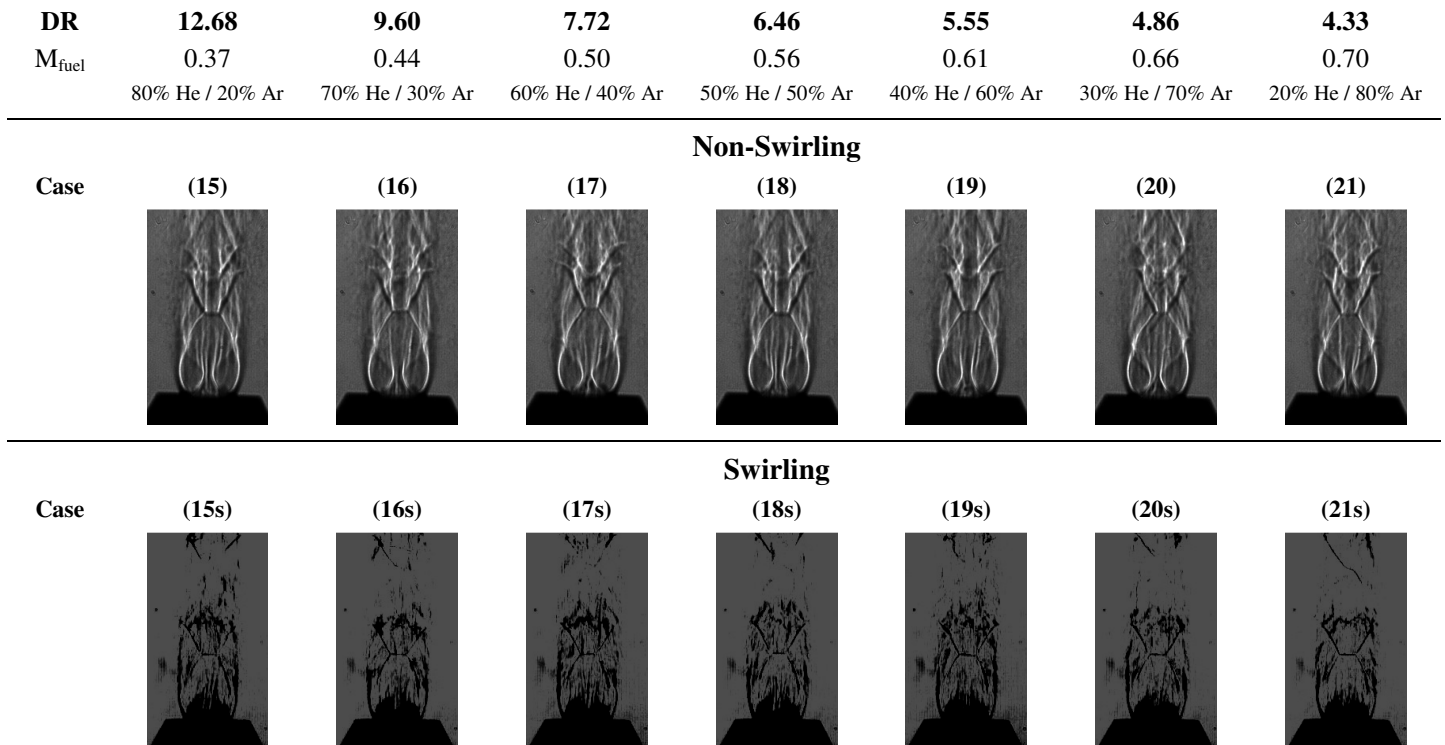 DR 12.68 9.60 7.72 6.46 5.55 4.86 4.33
Mfuel 0.37 0.44 0.50 0.56 0.61 0.66 0.70
80% He / 20% Ar 70% He / 30% Ar 60% He / 40% Ar 50% He / 50% Ar 40% He / 60% Ar 30% He / 70% Ar 20% He / 80% Ar
Non-Swirling
Case (15) (16) (17) (18) (19) (20) (21)
Swirling
Case (15s) (16s) (17s) (18s) (19s) (20s) (21s)